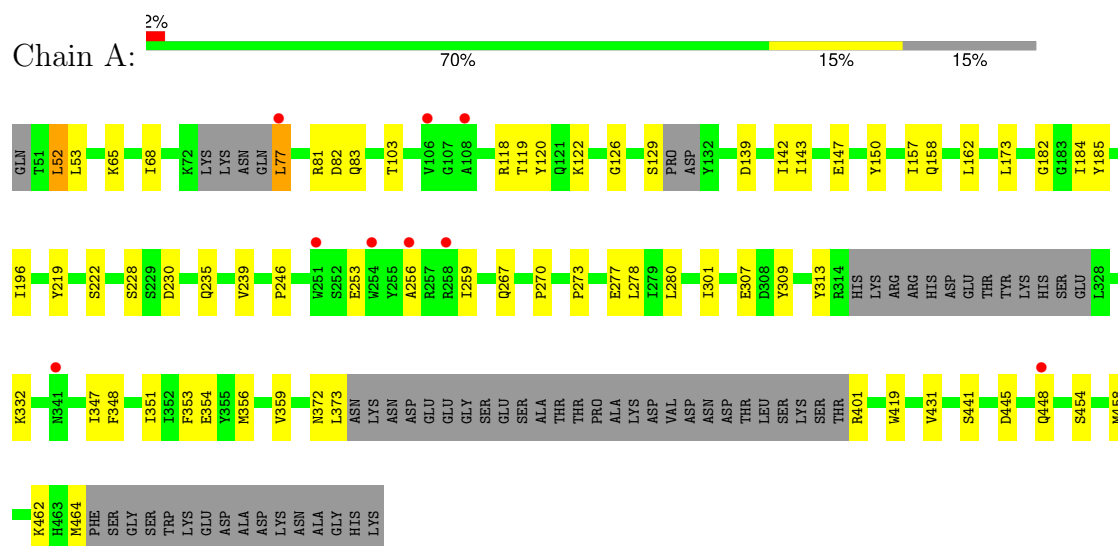 2%
Chain A:
70% 15% 15%
GLN T51 L52 L53 K65 I68 K72 LYS LYS ASN GLN L77 R81 D82 Q83 T103 V106 G107 A108 R118 T119 Y120 Q121 K122 G126 S129 PRO ASP Y132 D139 I142 I143 E147 Y150 I157 Q158 L162 L173 G182 G183 I184 Y185
I196 Y219 S222 S228 S229 D230 Q235 V239 P246 W251 S252 E253 W254 Y255 A256 R257 R258 I259 Q267 P270 P273 E277 L278 I279 L280 I301 E307 D308 Y309 Y313 R314 HIS LYS ARG ARG HIS ASP GLU THR TYR LYS HIS SER GLU L328
K332 N341 I347 F348 I351 I352 F353 E354 Y355 M356 V359 N372 L373 ASN LYS ASN ASP GLU GLU GLY SER GLU SER ALA THR THR PRO ALA LYS ASP VAL ASP ASN ASP THR LEU SER LYS SER THR R401 W419 V431 S441 D445 Q448 S454 M458
K462 H463 M464 PHE SER GLY SER TRP LYS GLU ASP ALA ASP LYS ASN ALA GLY HIS LYS